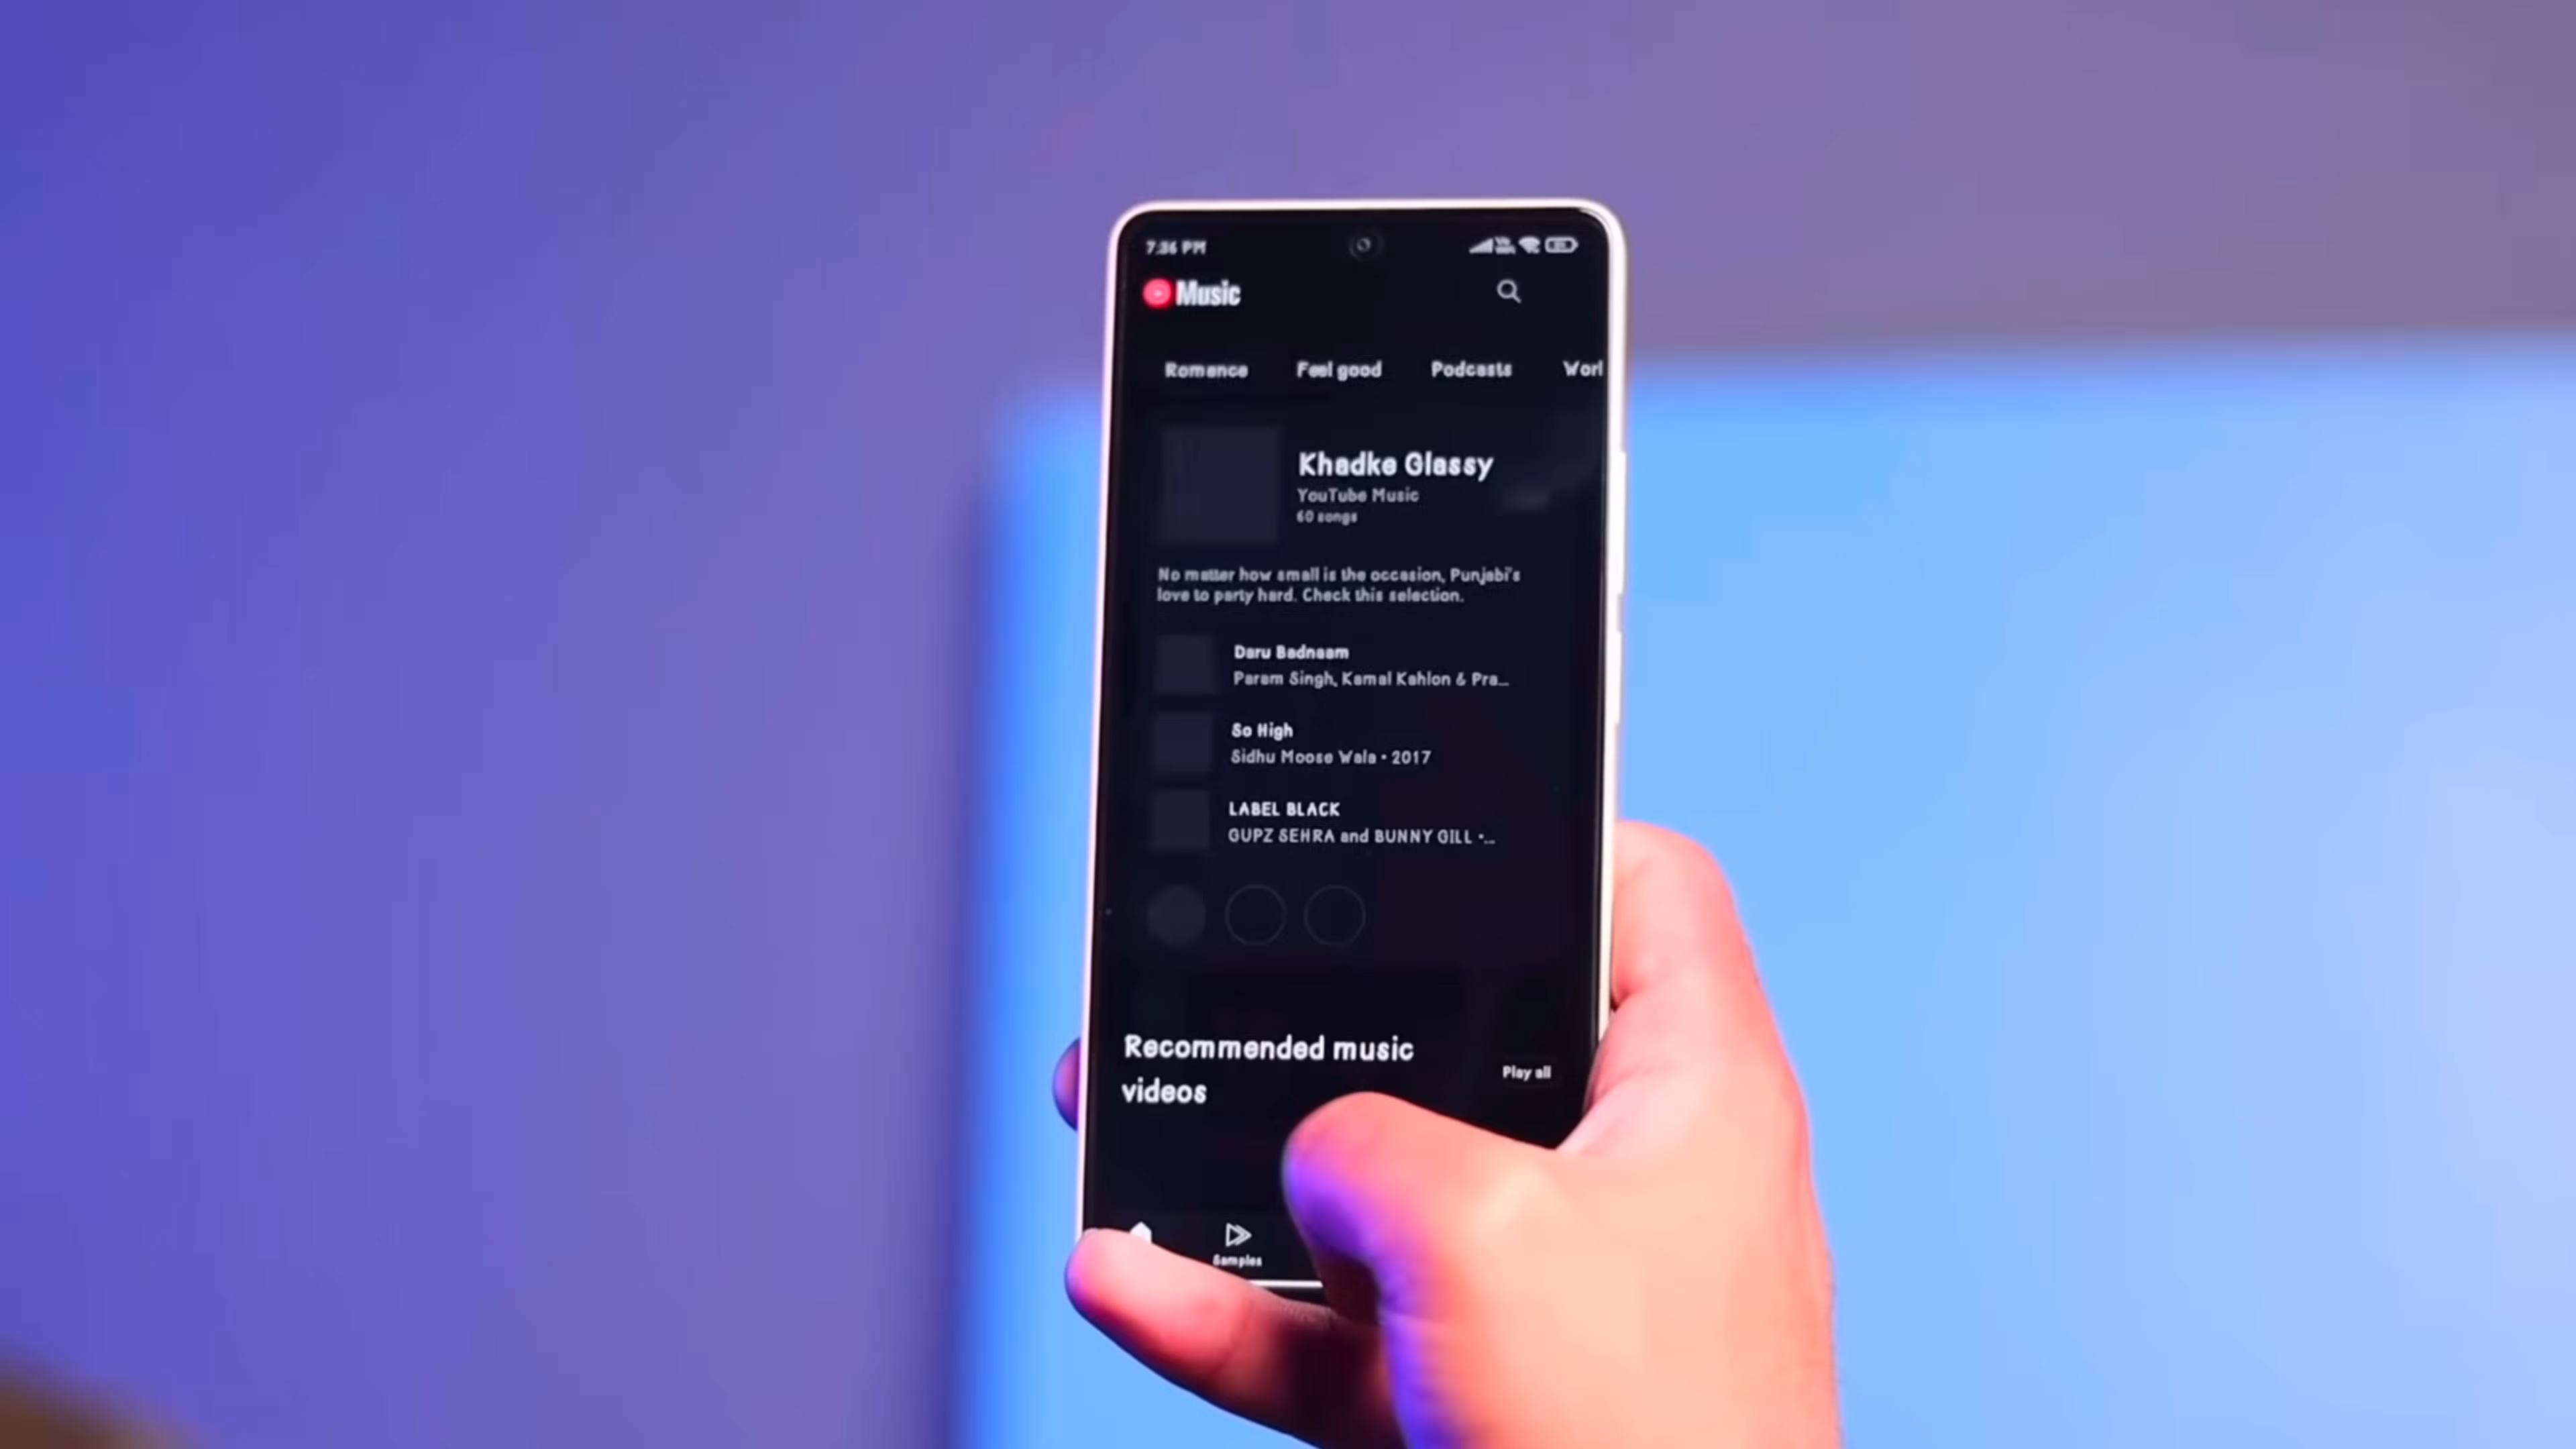 7:36 PM
Music
Romance Feel good Podcasts Worl
Khadke Glassy
YouTube Music
60 songs
No matter how small is the occasion, Punjabi's
love to party hard. Check this selection.
Daru Badnaam
Param Singh, Kamal Kahlon & Pra...
So High
Sidhu Moose Wala • 2017
LABEL BLACK
GUPZ SEHRA and BUNNY GILL •...
Recommended music
videos
Play all
Samples